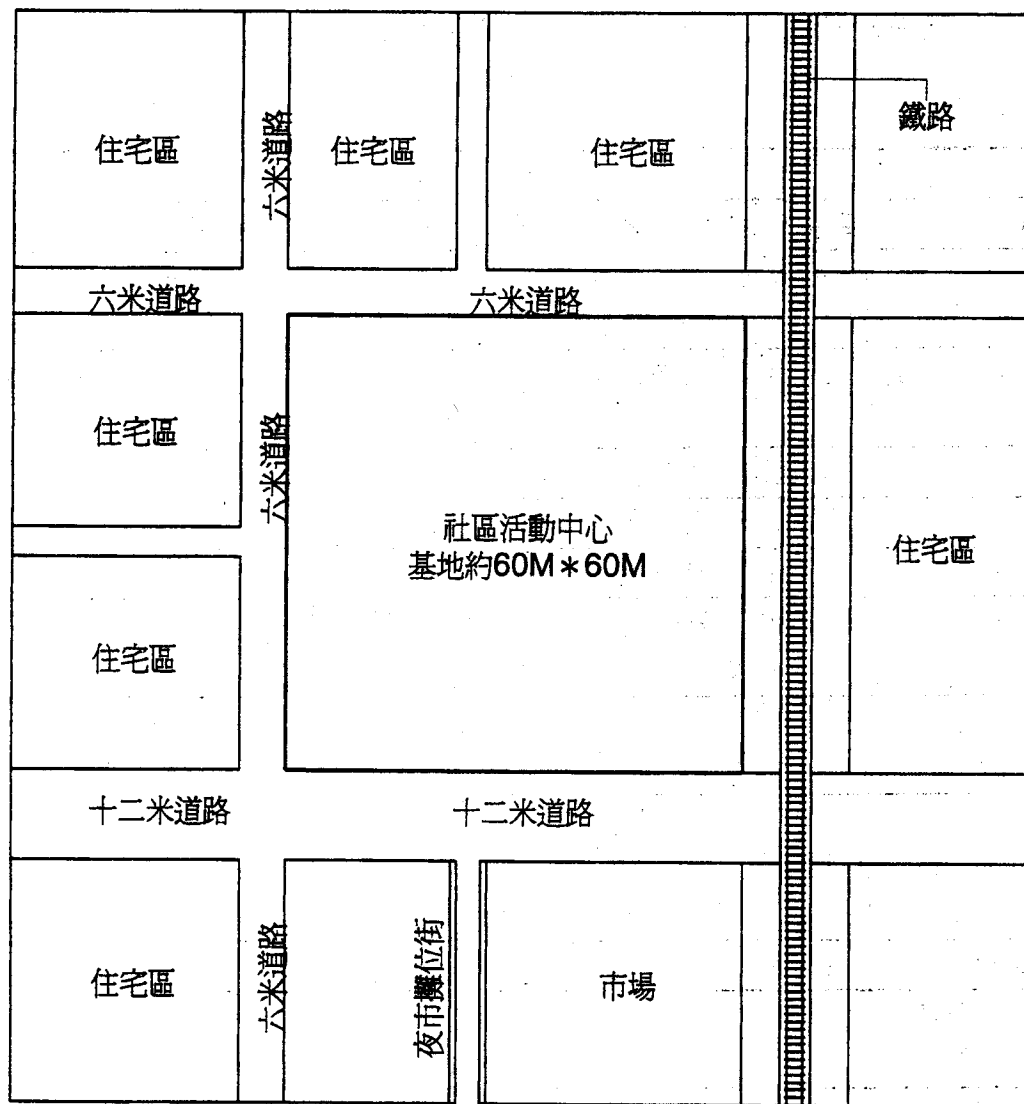 住宅區
六米道路
住宅區
住宅區
鐵路
六米道路
六米道路
住宅區
六米道路
社區活動中心
基地約60M*60M
住宅區
住宅區
十二米道路
十二米道路
住宅區
六米道路
夜市攤位街
市場